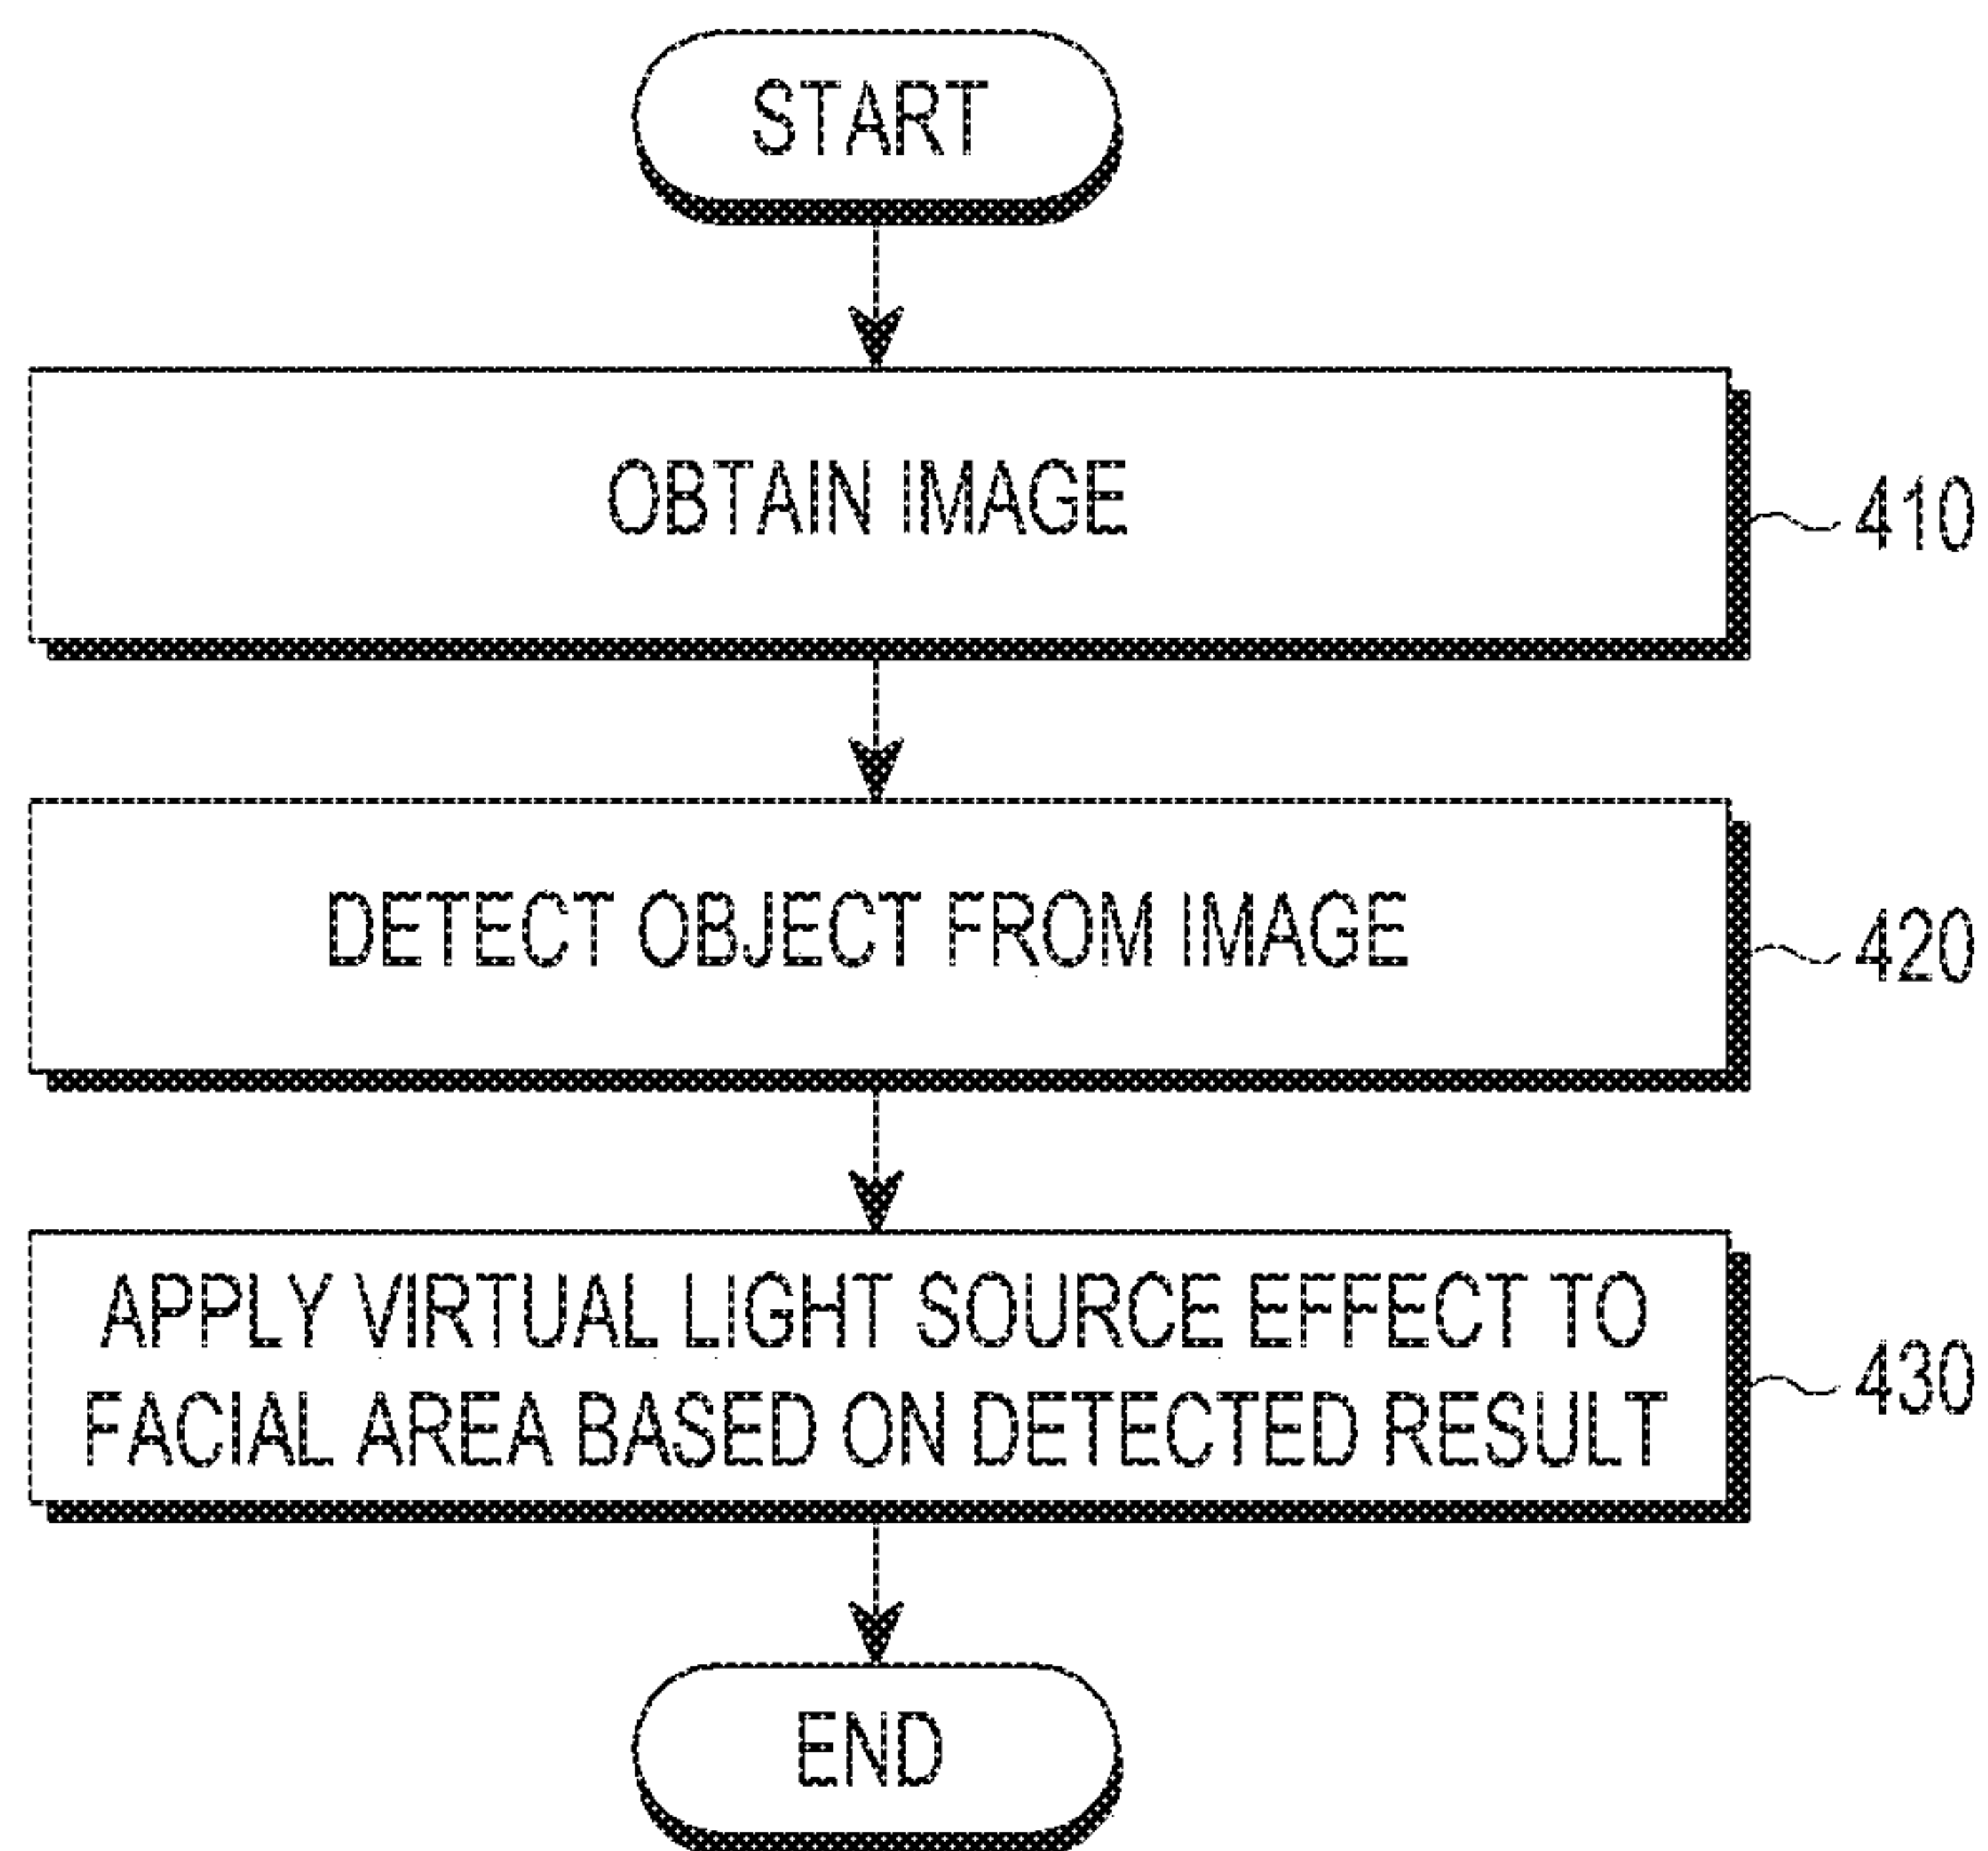 START
OBTAIN IMAGE
410
DETECT OBJECT FROM IMAGE
420
APPLY VIRTUAL LIGHT SOURCE EFFECT TO
FACIAL AREA BASED ON DETECTED RESULT
430
END